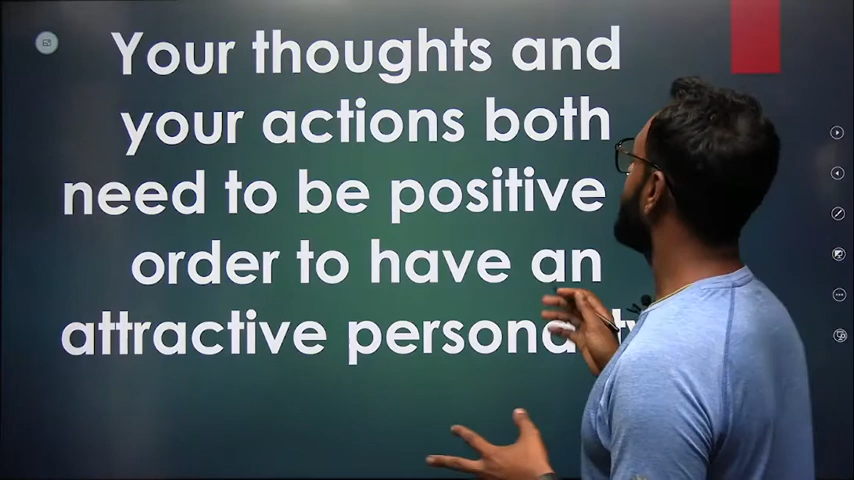 Your thoughts and
your actions both
need to be positive
order to have an
attractive